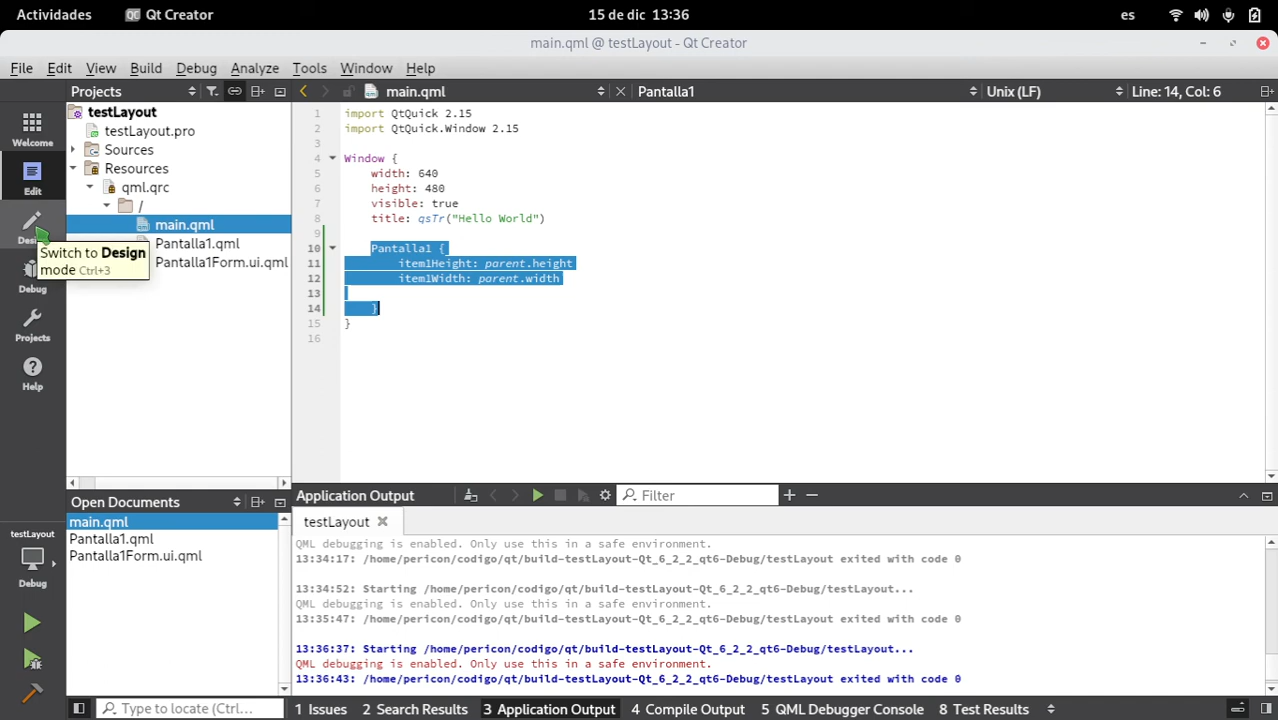 Actividades
Qt Creator
15 de dic 13:36
es
main.qml @ testLayout - Qt Creator
File Edit View Build Debug Analyze Tools Window Help
Projects
main.qml
Pantalla1
Unix (LF)
Line: 14, Col: 6
Welcome
Edit
Debug
Projects
Help
testLayout
testLayout.pro
Sources
Resources
qml.qrc
/
main.qml
Pantalla1.qml
Pantalla1Form.ui.qml
Switch to Design
mode Ctrl+3
1 import QtQuick 2.15
2 import QtQuick.Window 2.15
3
4 Window {
5 width: 640
6 height: 480
7 visible: true
8 title: qsTr("Hello World")
9
10 Pantalla1 {
11 item1Height: parent.height
12 item1Width: parent.width
13
14 }
15 }
16
Open Documents
main.qml
Pantalla1.qml
Pantalla1Form.ui.qml
testLayout
Debug
Application Output
Filter
testLayout
QML debugging is enabled. Only use this in a safe environment.
13:34:17: /home/pericon/codigo/qt/build-testLayout-Qt_6_2_2_qt6-Debug/testLayout exited with code 0
13:34:52: Starting /home/pericon/codigo/qt/build-testLayout-Qt_6_2_2_qt6-Debug/testLayout...
QML debugging is enabled. Only use this in a safe environment.
13:35:47: /home/pericon/codigo/qt/build-testLayout-Qt_6_2_2_qt6-Debug/testLayout exited with code 0
13:36:37: Starting /home/pericon/codigo/qt/build-testLayout-Qt_6_2_2_qt6-Debug/testLayout...
QML debugging is enabled. Only use this in a safe environment.
13:36:43: /home/pericon/codigo/qt/build-testLayout-Qt_6_2_2_qt6-Debug/testLayout exited with code 0
Type to locate (Ctrl...
1 Issues
2 Search Results
3 Application Output
4 Compile Output
5 QML Debugger Console
8 Test Results